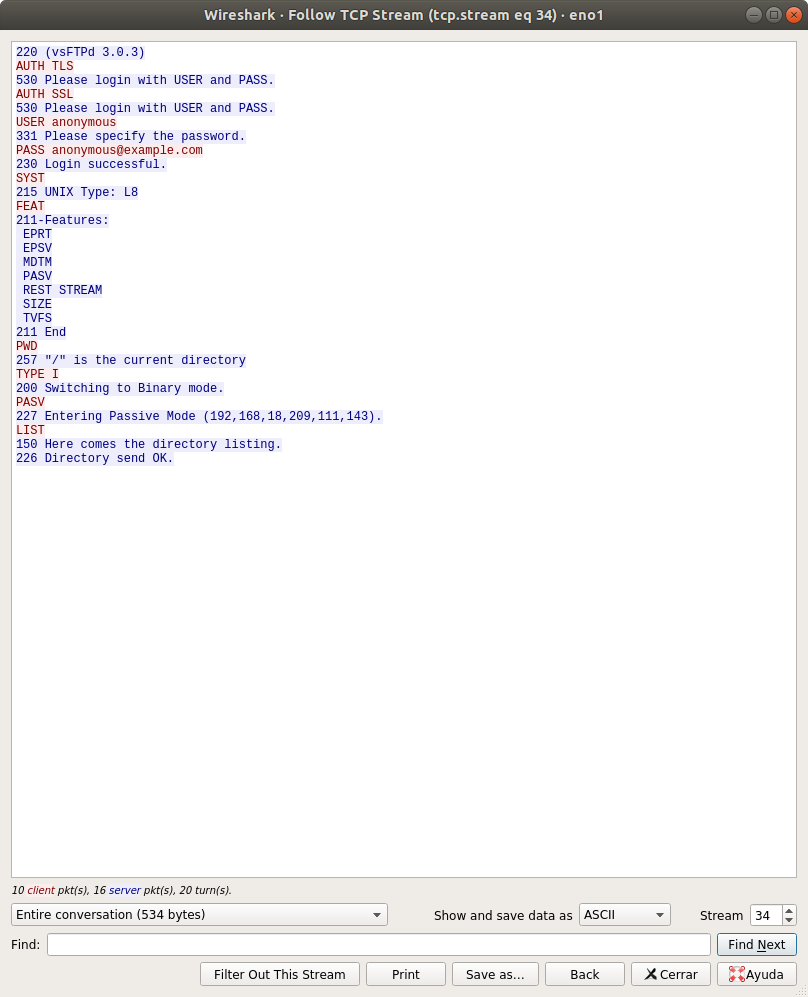 Wireshark · Follow TCP Stream (tcp.stream eq 34) · eno1
220 (vsFTPd 3.0.3)
AUTH TLS
530 Please login with USER and PASS.
AUTH SSL
530 Please login with USER and PASS.
USER anonymous
331 Please specify the password.
PASS anonymous@example.com
230 Login successful.
SYST
215 UNIX Type: L8
FEAT
211-Features:
 EPRT
 EPSV
 MDTM
 PASV
 REST STREAM
 SIZE
 TVFS
211 End
PWD
257 "/" is the current directory
TYPE I
200 Switching to Binary mode.
PASV
227 Entering Passive Mode (192,168,18,209,111,143).
LIST
150 Here comes the directory listing.
226 Directory send OK.
10 client pkt(s), 16 server pkt(s), 20 turn(s).
Entire conversation (534 bytes) Show and save data as ASCII Stream 34
Find: Find Next
Filter Out This Stream Print Save as… Back Cerrar Ayuda